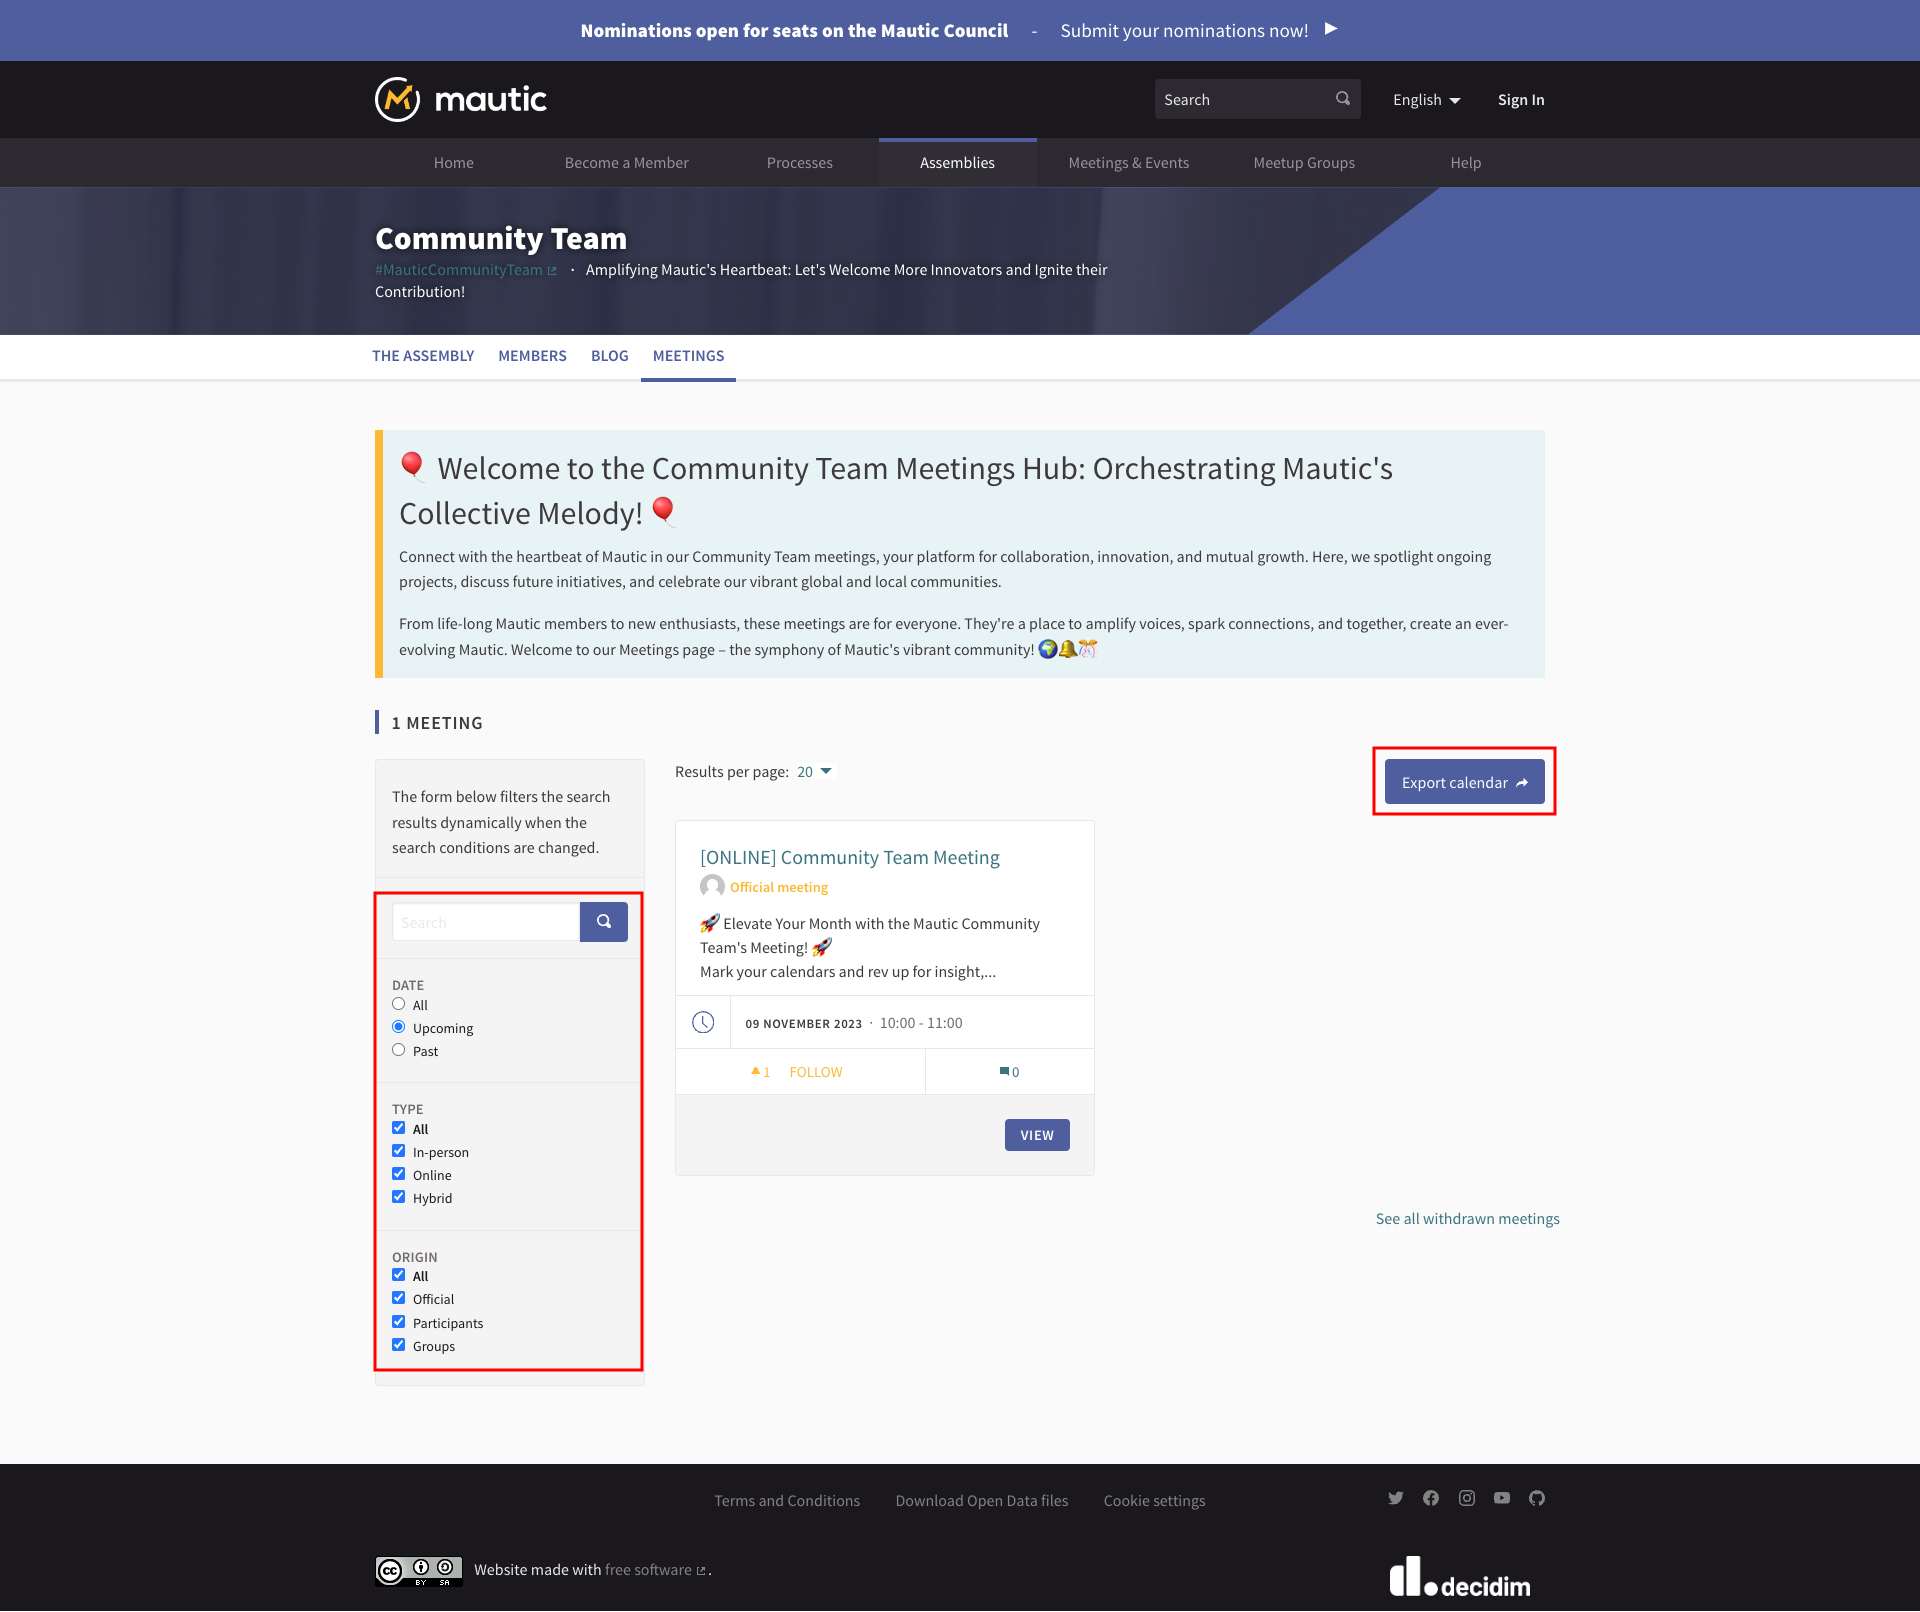 Nominations open for seats on the Mautic Council - Submit your nominations now! ▶
mautic
Search
English
Sign In
Home
Become a Member
Processes
Assemblies
Meetings & Events
Meetup Groups
Help
Community Team
#MauticCommunityTeam · Amplifying Mautic's Heartbeat: Let's Welcome More Innovators and Ignite their
Contribution!
THE ASSEMBLY
MEMBERS
BLOG
MEETINGS
🎈 Welcome to the Community Team Meetings Hub: Orchestrating Mautic's
Collective Melody! 🎈
Connect with the heartbeat of Mautic in our Community Team meetings, your platform for collaboration, innovation, and mutual growth. Here, we spotlight ongoing
projects, discuss future initiatives, and celebrate our vibrant global and local communities.
From life-long Mautic members to new enthusiasts, these meetings are for everyone. They're a place to amplify voices, spark connections, and together, create an ever-
evolving Mautic. Welcome to our Meetings page – the symphony of Mautic's vibrant community! 🌍🔔🎊
1 MEETING
The form below filters the search
results dynamically when the
search conditions are changed.
Search
DATE
All
Upcoming
Past
TYPE
All
In-person
Online
Hybrid
ORIGIN
All
Official
Participants
Groups
Results per page: 20
Export calendar
[ONLINE] Community Team Meeting
Official meeting
🚀 Elevate Your Month with the Mautic Community
Team's Meeting! 🚀
Mark your calendars and rev up for insight,...
09 NOVEMBER 2023 · 10:00 - 11:00
1 FOLLOW
0
VIEW
See all withdrawn meetings
Terms and Conditions
Download Open Data files
Cookie settings
cc BY SA
Website made with free software.
decidim